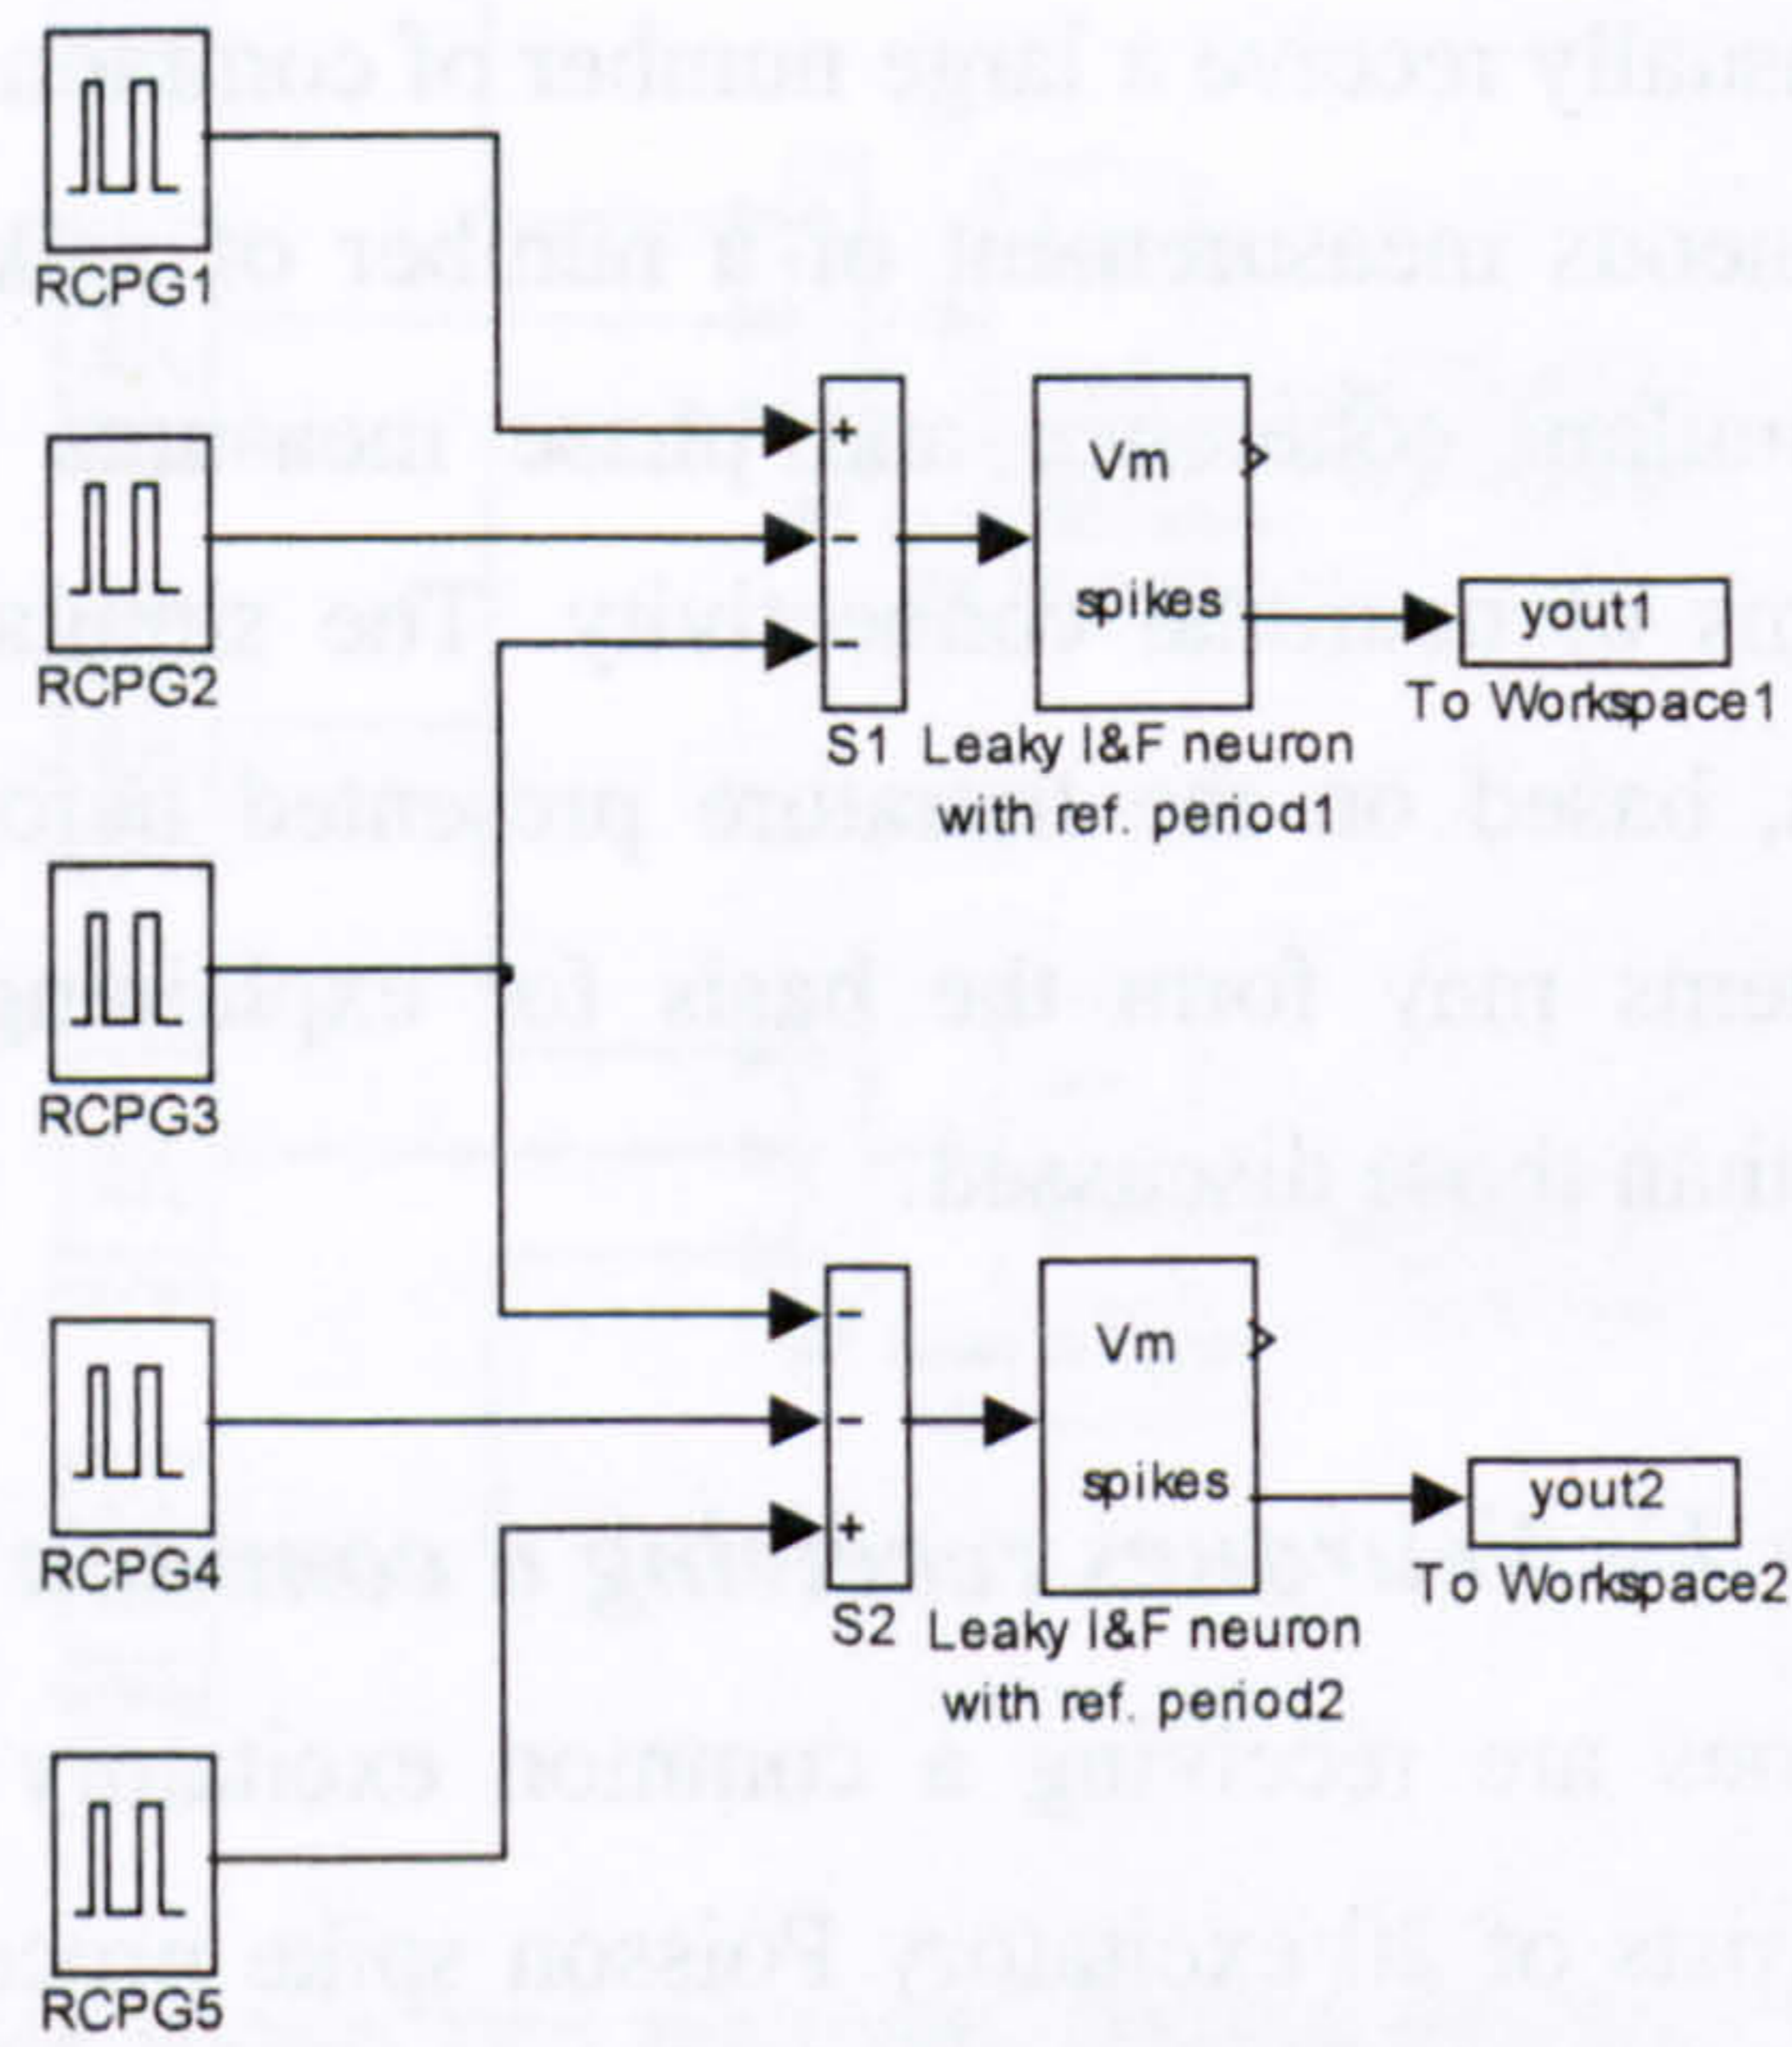 RCPG1
RCPG2
RCPG3
RCPG4
RCPG5
+
-
-
S1
Vm
spikes
Leaky I&F neuron
with ref. period1
yout1
To Workspace1
-
-
+
S2
Vm
spikes
Leaky I&F neuron
with ref. period2
yout2
To Workspace2